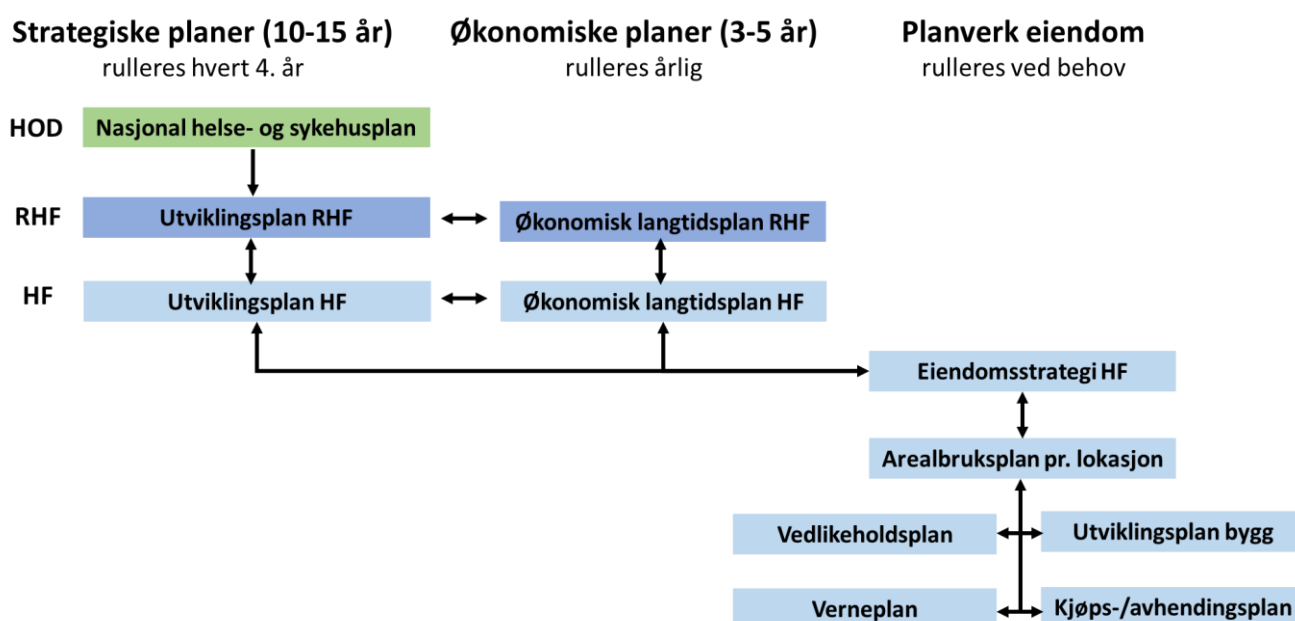 Strategiske planer (10-15 år)
rulleres hvert 4. år
Økonomiske planer (3-5 år)
rulleres årlig
Planverk eiendom
rulleres ved behov
HOD
Nasjonal helse- og sykehusplan
RHF
Utviklingsplan RHF
Økonomisk langtidsplan RHF
HF
Utviklingsplan HF
Økonomisk langtidsplan HF
Eiendomsstrategi HF
Arealbruksplan pr. lokasjon
Vedlikeholdsplan
Utviklingsplan bygg
Verneplan
Kjøps-/avhendingsplan